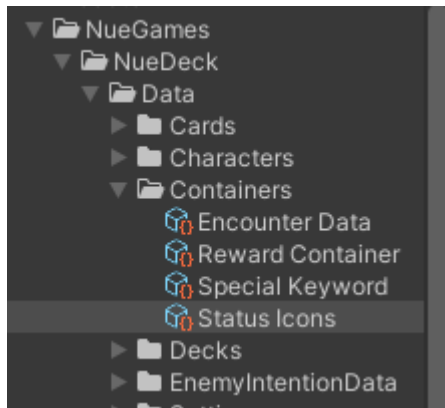 NueGames
NueDeck
Data
Cards
Characters
Containers
Encounter Data
Reward Container
Special Keyword
Status Icons
Decks
EnemyIntentionData